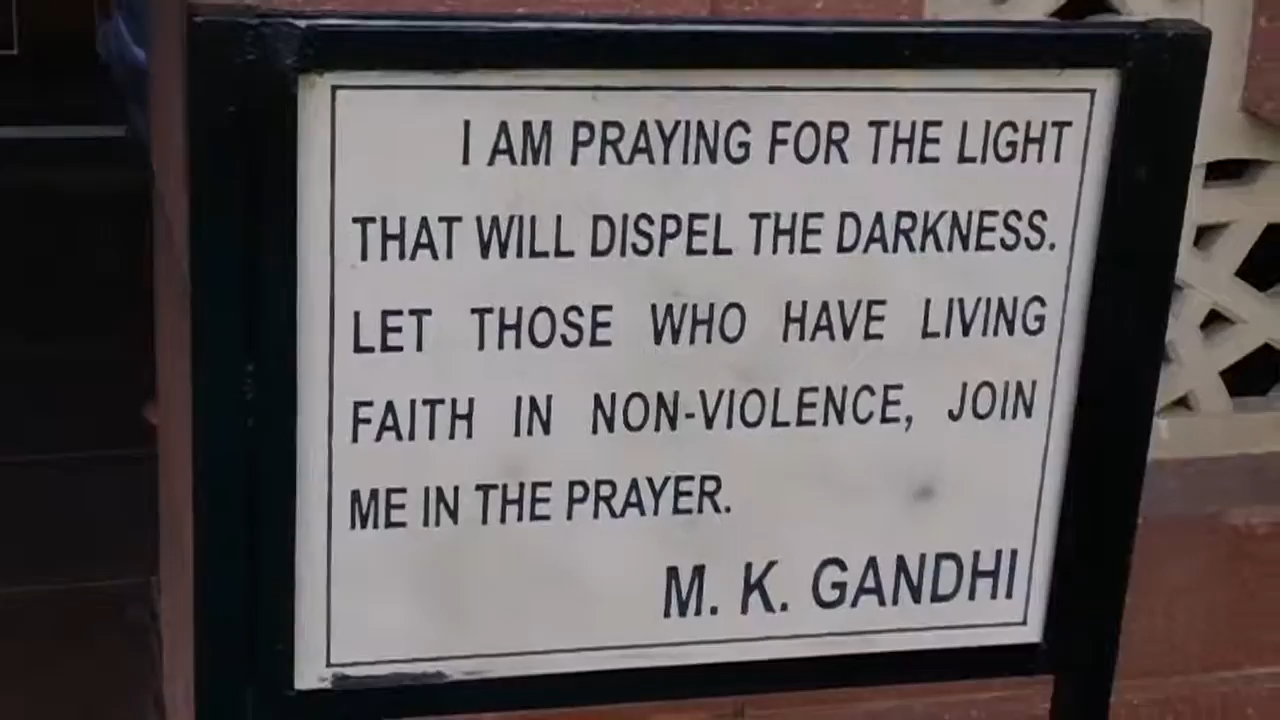 I AM PRAYING FOR THE LIGHT
THAT WILL DISPEL THE DARKNESS.
LET THOSE WHO HAVE LIVING
FAITH IN NON-VIOLENCE, JOIN
ME IN THE PRAYER.
M. K. GANDHI